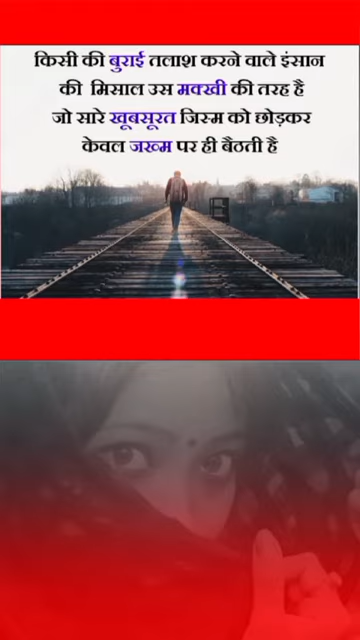 किसी की बुराई तलाश करने वाले इंसान
की मिसाल उस मक्खी की तरह है
जो सारे खूबसूरत जिस्म को छोड़कर
केवल जख्म पर ही बैठती है